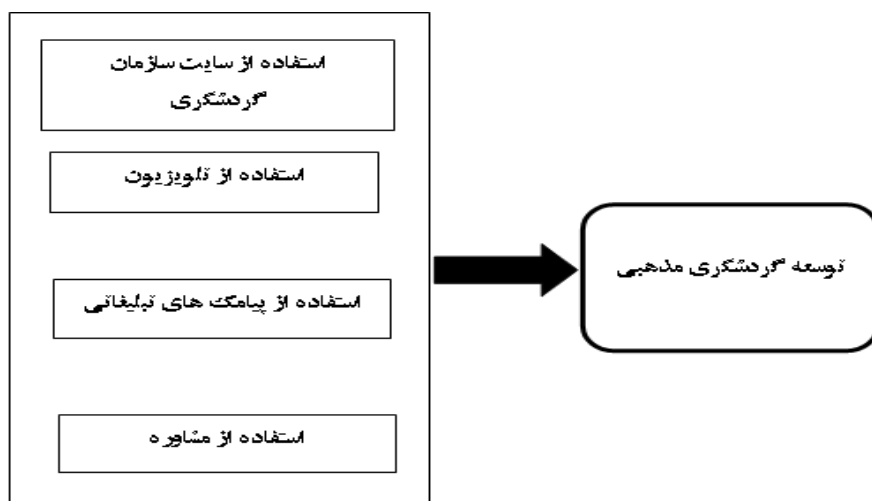 استفاده از سایت سازمان
گردشگری
استفاده از تلویزیون
استفاده از پیامک های تبلیغاتی
استفاده از مشاوره
توسعه گردشگری مذهبی